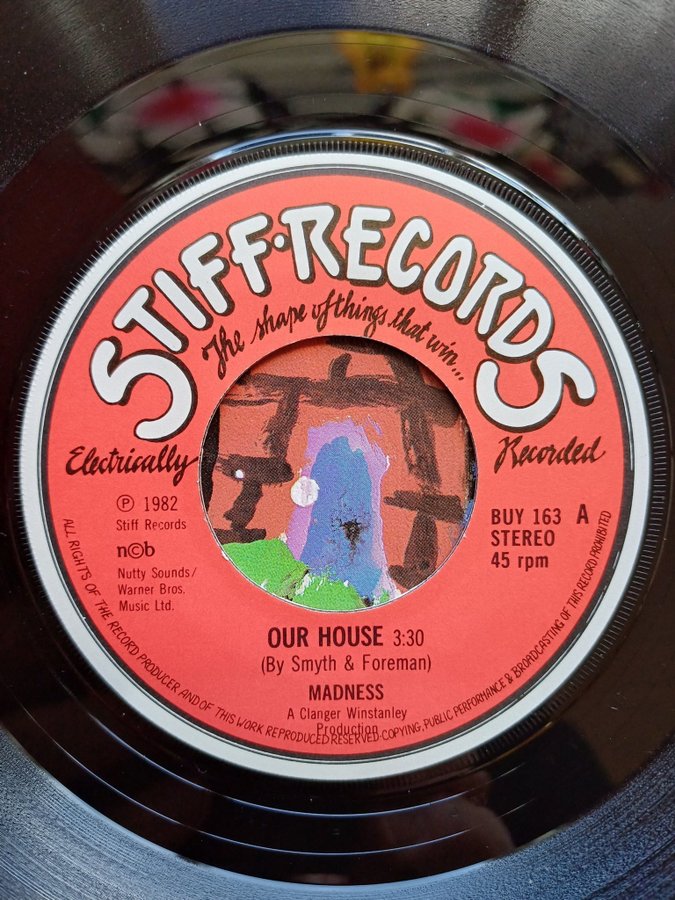 STIFF·RECORDS
The shape of things that win...
Electrically Recorded
℗ 1982
Stiff Records
n©b
Nutty Sounds/
Warner Bros.
Music Ltd.
BUY 163 A
STEREO
45 rpm
OUR HOUSE 3:30
(By Smyth & Foreman)
MADNESS
A Clanger Winstanley
Production
ALL RIGHTS OF THE RECORD PRODUCER AND OF THIS WORK REPRODUCED RESERVED·COPYING, PUBLIC PERFORMANCE & BROADCASTING OF THIS RECORD PROHIBITED